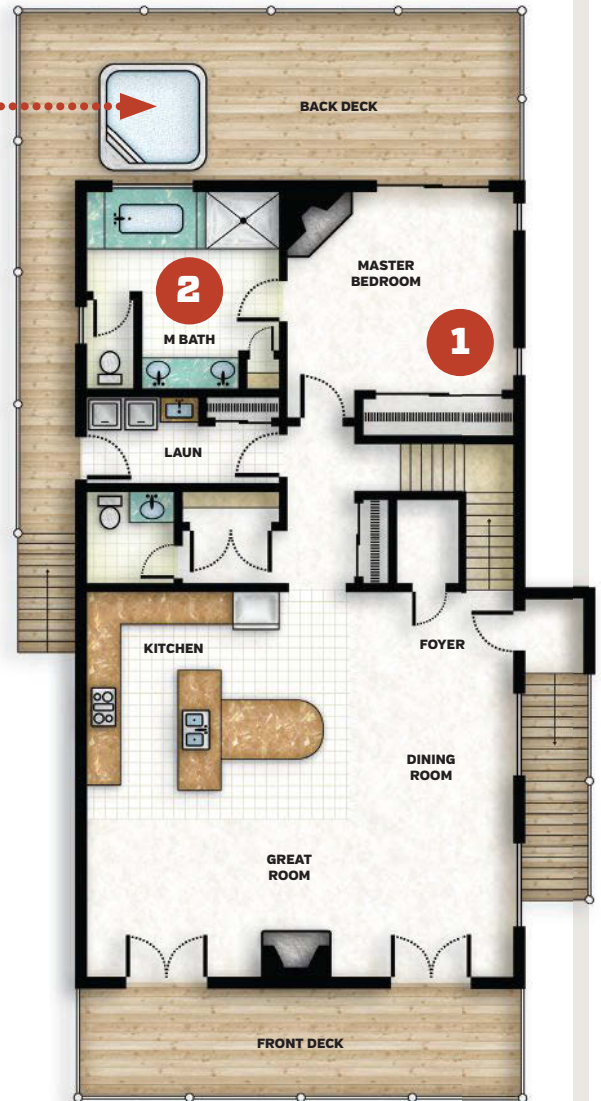 BACK DECK
MASTER
BEDROOM
2
1
M BATH
LAUN
KITCHEN
FOYER
DINING
ROOM
GREAT
ROOM
FRONT DECK